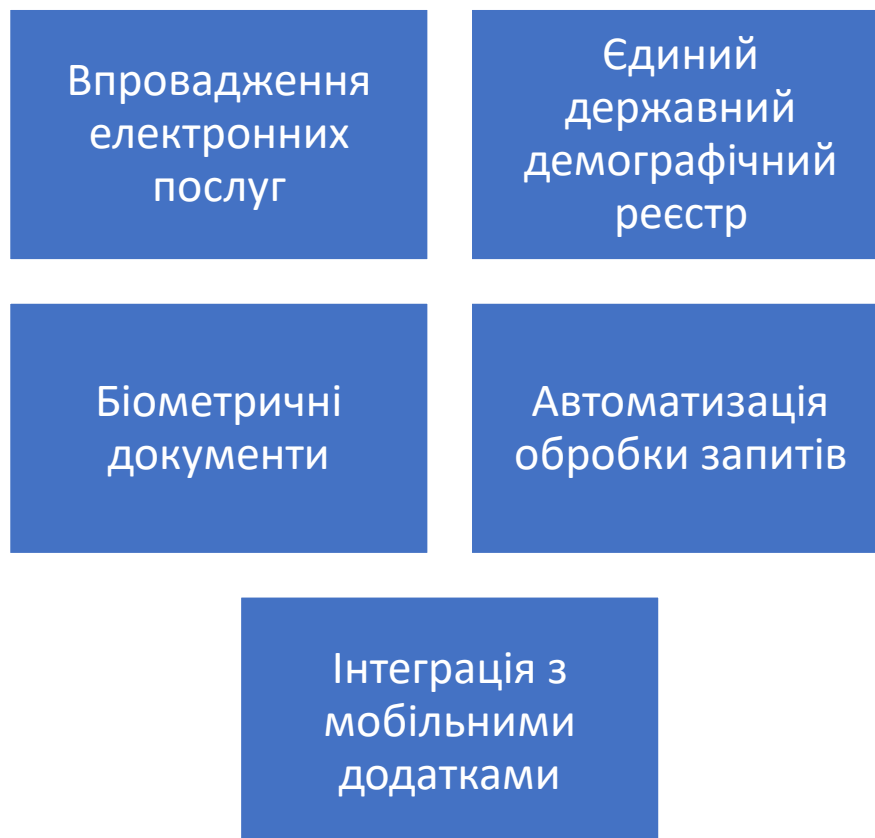 Впровадження
електронних
послуг
Єдиний
державний
демографічний
реєстр
Біометричні
документи
Автоматизація
обробки запитів
Інтеграція з
мобільними
додатками